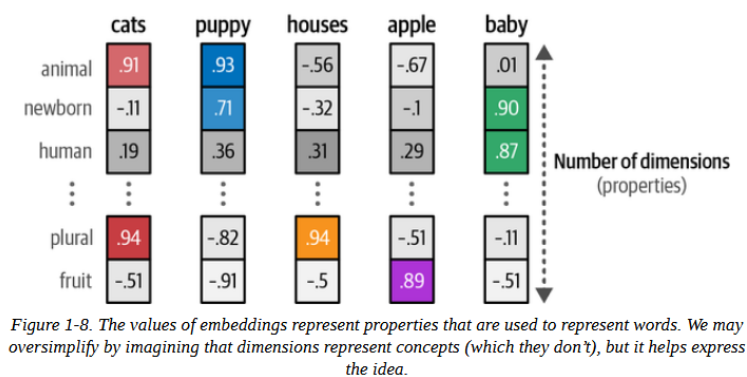 cats puppy houses apple baby
animal .91 .93 -.56 -.67 .01
newborn -.11 .71 -.32 -.1 .90
human .19 .36 .31 .29 .87
Number of dimensions
(properties)
plural .94 -.82 .94 -.51 -.11
fruit -.51 -.91 -.5 .89 -.51
Figure 1-8. The values of embeddings represent properties that are used to represent words. We may
oversimplify by imagining that dimensions represent concepts (which they don’t), but it helps express
the idea.